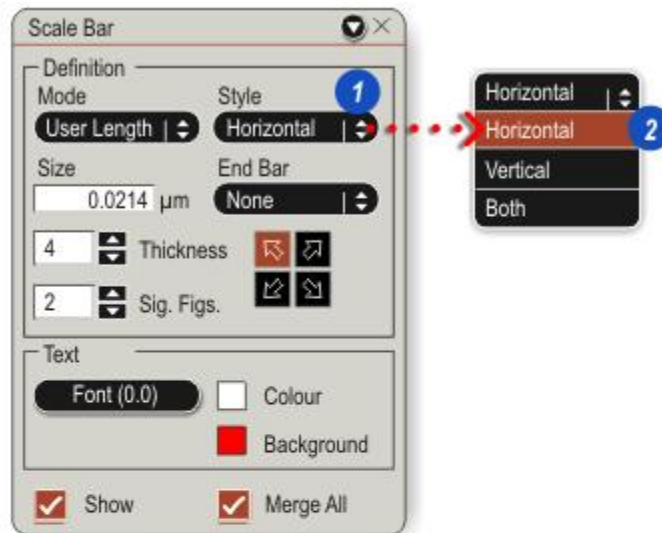 Scale Bar
Definition
Mode Style 1
User Length Horizontal
Size End Bar
0.0214 µm None
4 Thickness
2 Sig. Figs.
Text
Font (0.0) Colour
Background
Show Merge All
Horizontal
Horizontal 2
Vertical
Both